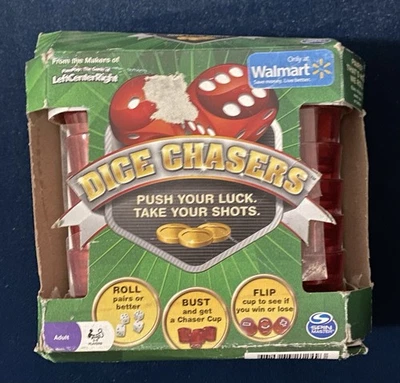 From the Makers of
LeftCenterRight
Only at
Walmart
Save money. Live better.
DICE CHASERS
PUSH YOUR LUCK.
TAKE YOUR SHOTS.
ROLL
pairs or
better
BUST
and get
a Chaser Cup
FLIP
cup to see if
you win or lose
Adult
PLAYERS
SPIN
MASTER